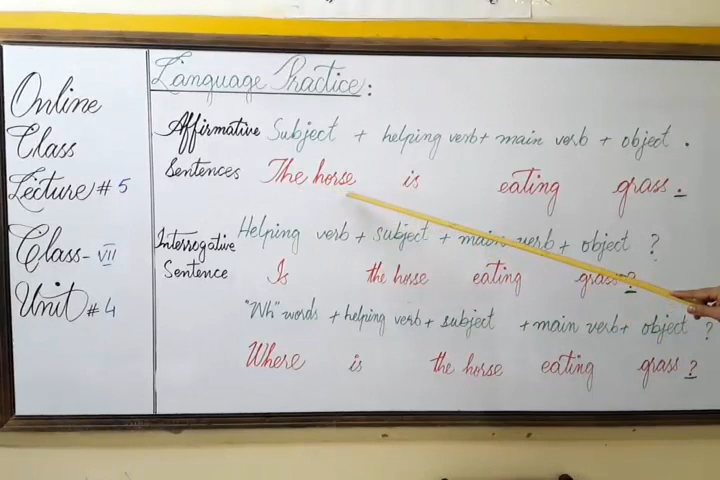 Online
Class
Lecture # 5
Class - VII
Unit # 4
Language Practice:
Affirmative Subject + helping verb + main verb + object .
Sentences The horse is eating grass .
Interrogative Helping verb + subject + main verb + object ?
Sentence Is the horse eating grass ?
"Wh" words + helping verb + subject + main verb + object ?
Where is the horse eating grass ?